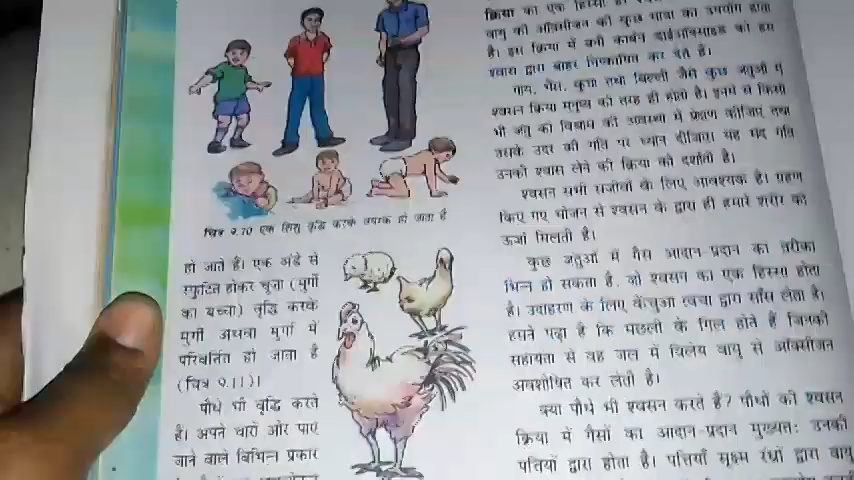 चित्र 9.10 एक शिशु वृद्धि करके वयस्क हो जाता है
हो जाते हैं। एक अंडे से
स्फुटित होकर चूजा (मुर्गी
का बच्चा) वृद्धि करके
मुर्गी अथवा मुर्गा में
परिवर्तित हो जाता है
(चित्र 9.11)।
पौधे भी वृद्धि करते
हैं। अपने चारों ओर पाए
जाने वाले विभिन्न प्रकार
क्रिया का एक हिस्सा
वायु की ऑक्सीजन की कुछ मात्रा का उपयोग होता
है। इस क्रिया में बनी कार्बन डाईऑक्साइड को हम
श्वास द्वारा बाहर निष्कासित कर देते हैं।
गाय, भैंस, कुत्ता तथा बिल्ली जैसे कुछ जंतुओं में
श्वसन क्रिया मनुष्य की तरह ही होती है। इनमें से किसी
भी जंतु की विश्राम की अवस्था में प्रेक्षण कीजिए तथा
उसके उदर की गति पर ध्यान दीजिए। यह मंद गति
उनकी श्वास लेने की क्रिया को दर्शाती है।
श्वसन सभी सजीवों के लिए आवश्यक है। ग्रहण
किए गए भोजन से श्वसन के द्वारा ही हमारे शरीर को
ऊर्जा मिलती है।
कुछ जंतुओं में गैस आदान-प्रदान का तरीका
भिन्न हो सकता है, जो श्वसन का एक हिस्सा होता
है। उदाहरण के लिए केंचुआ त्वचा द्वारा साँस लेता है।
हमने पढ़ा है कि मछली के गिल होते हैं जिनकी
सहायता से वह जल में विलेय वायु से ऑक्सीजन
अवशोषित कर लेती है।
क्या पौधे भी श्वसन करते हैं? पौधों की श्वसन
क्रिया में गैसों का आदान-प्रदान मुख्यतः उनकी
पत्तियों द्वारा होता है। पत्तियाँ सूक्ष्म रंध्रों द्वारा वायु